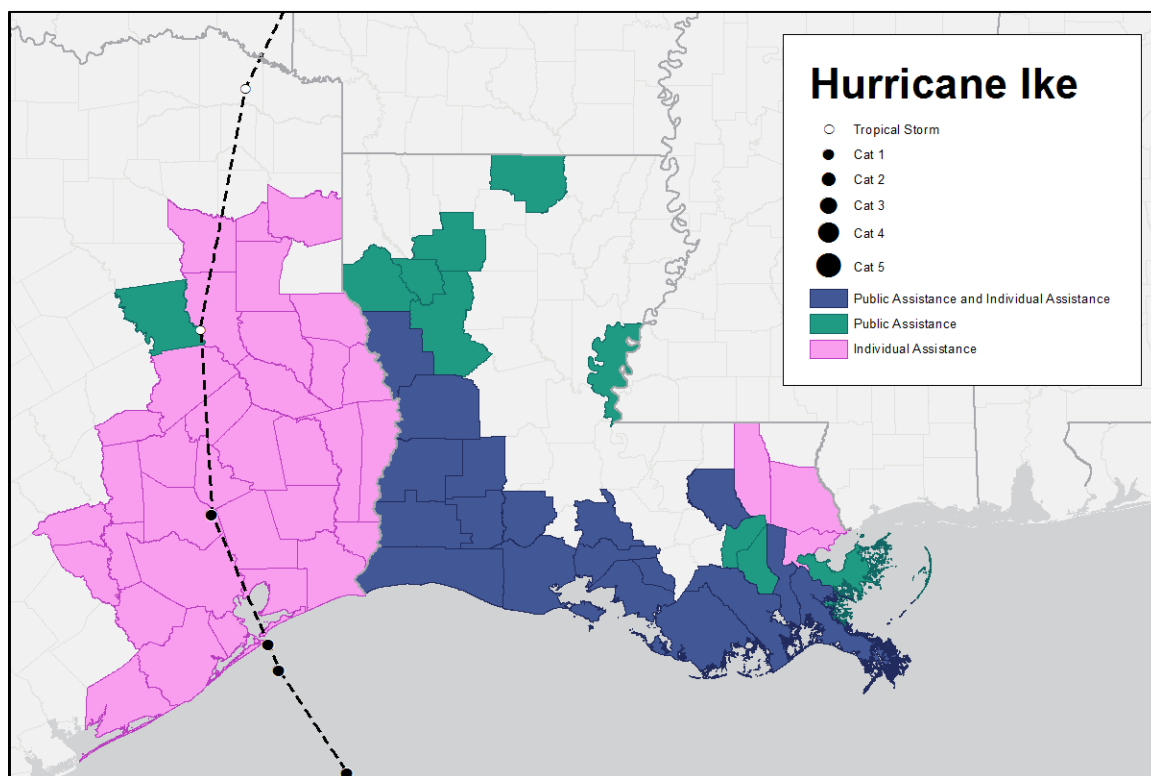 Hurricane Ike
Tropical Storm
Cat 1
Cat 2
Cat 3
Cat 4
Cat 5
Public Assistance and Individual Assistance
Public Assistance
Individual Assistance